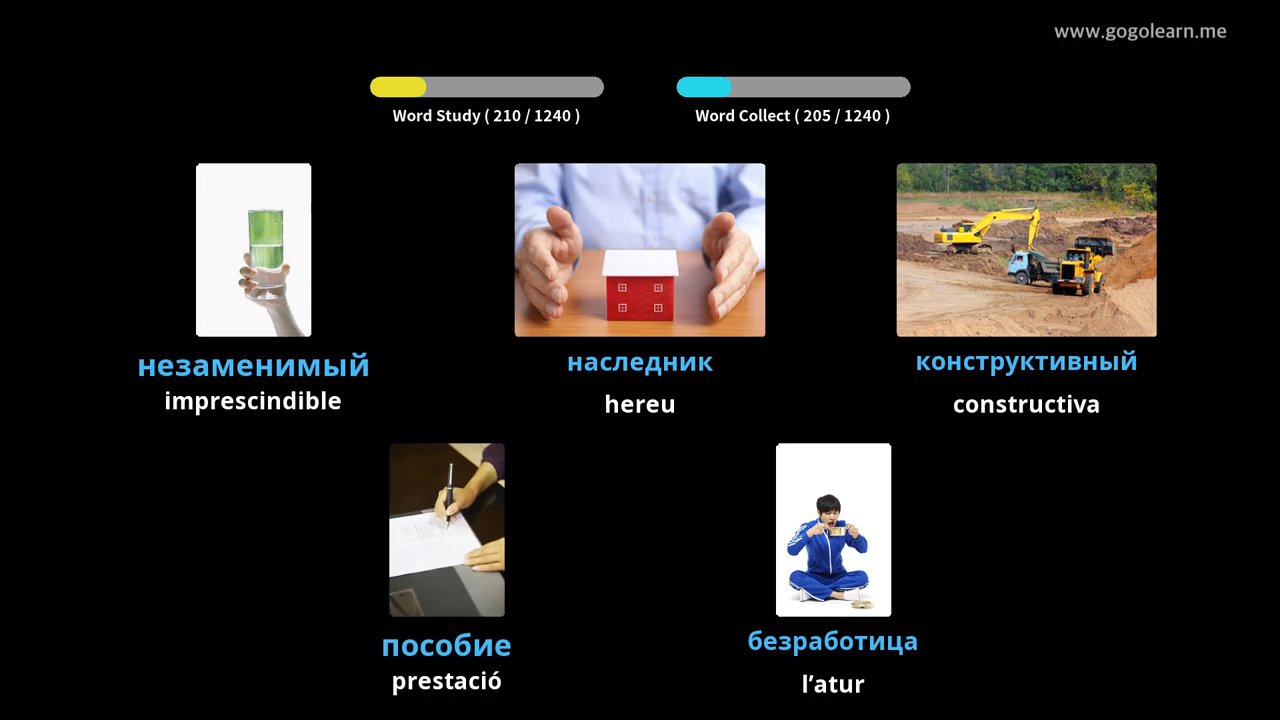 www.gogolearn.me
Word Study ( 210 / 1240 )
Word Collect ( 205 / 1240 )
незаменимый
imprescindible
наследник
hereu
конструктивный
constructiva
пособие
prestació
безработица
l’atur